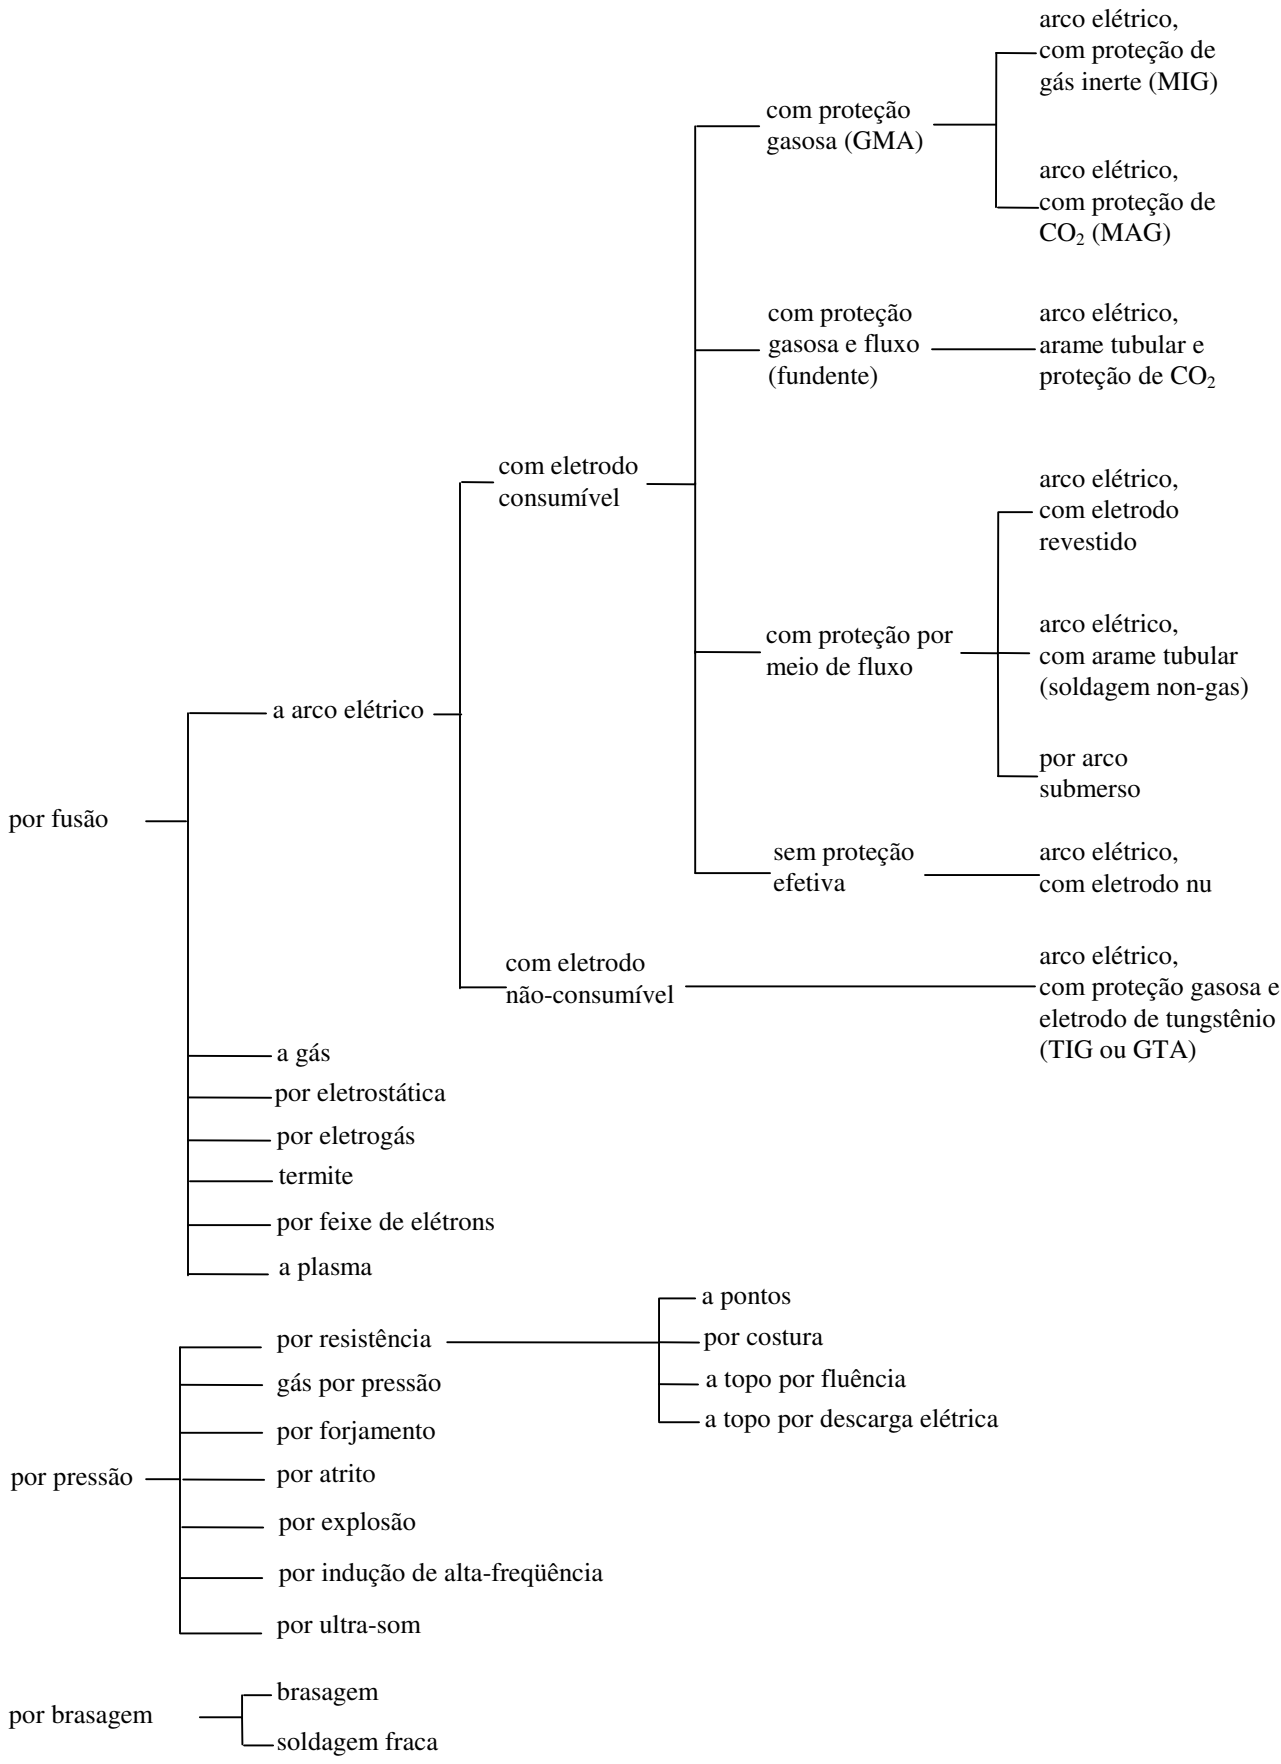 arco elétrico,
com proteção de
gás inerte (MIG)
com proteção
gasosa (GMA)
arco elétrico,
com proteção de
CO₂ (MAG)
com proteção
gasosa e fluxo
(fundente)
arco elétrico,
arame tubular e
proteção de CO₂
com eletrodo
consumível
arco elétrico,
com eletrodo
revestido
com proteção por
meio de fluxo
arco elétrico,
com arame tubular
(soldagem non-gas)
a arco elétrico
por arco
submerso
por fusão
sem proteção
efetiva
arco elétrico,
com eletrodo nu
com eletrodo
não-consumível
arco elétrico,
com proteção gasosa e
eletrodo de tungstênio
(TIG ou GTA)
a gás
por eletrostática
por eletrogás
termite
por feixe de elétrons
a plasma
a pontos
por resistência
por costura
gás por pressão
a topo por fluência
por forjamento
a topo por descarga elétrica
por pressão
por atrito
por explosão
por indução de alta-freqüência
por ultra-som
por brasagem
brasagem
soldagem fraca